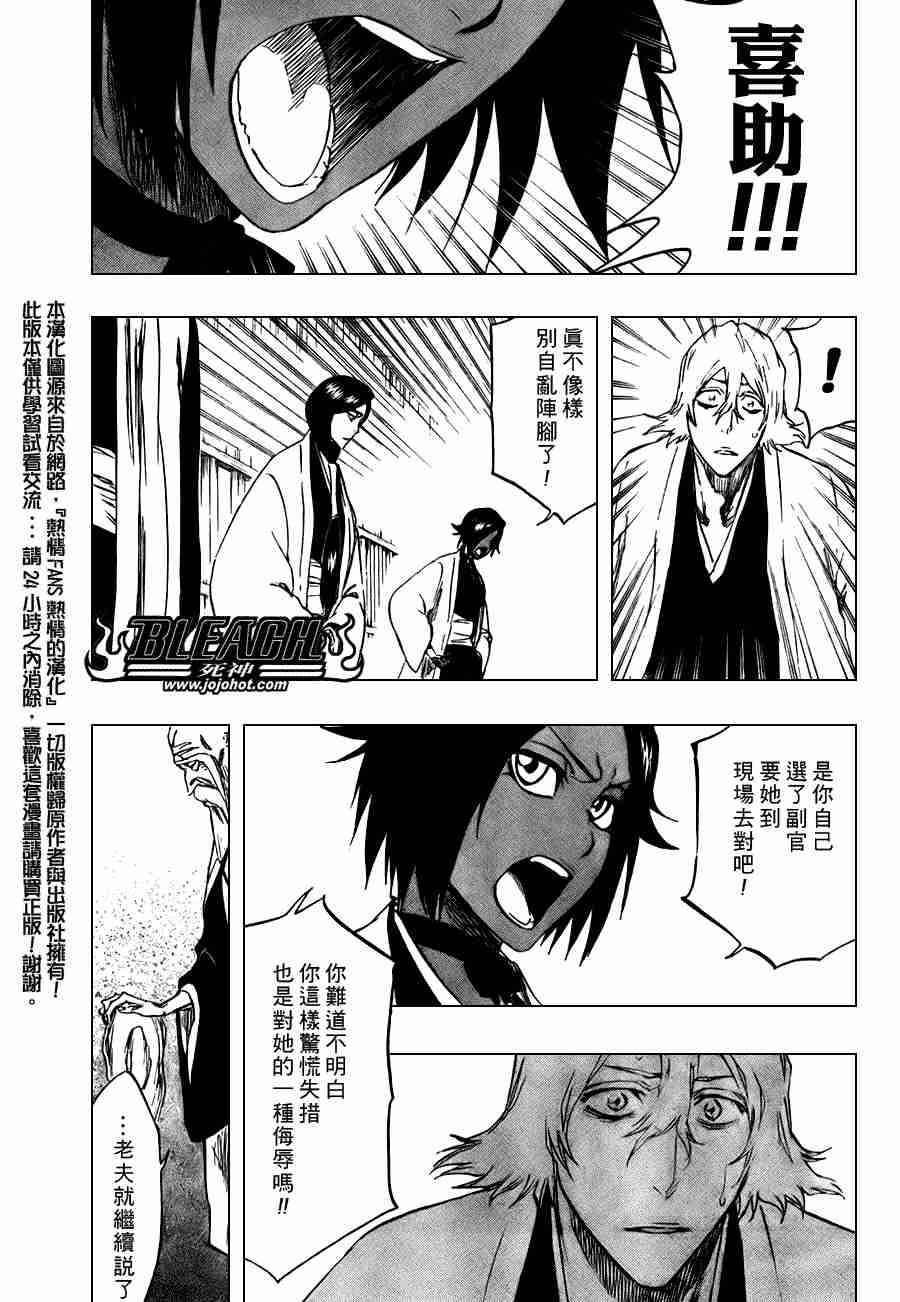 喜助!!!
!
真不像樣
別自亂陣腳了!
是你自己
選了副官
要她到
現場去對吧!
你難道不明白
你這樣驚慌失措
也是對她的一種侮辱嗎!!
…老夫就繼續說了
BLEACH
死神
www.jojohot.com
本漢化圖源來自於網路,『熱情FANS 熱情的漢化』一切版權歸原作者與出版社擁有!
此版本僅供學習試看交流… 請24小時之內消除,喜歡這套漫畫請購買正版!謝謝。